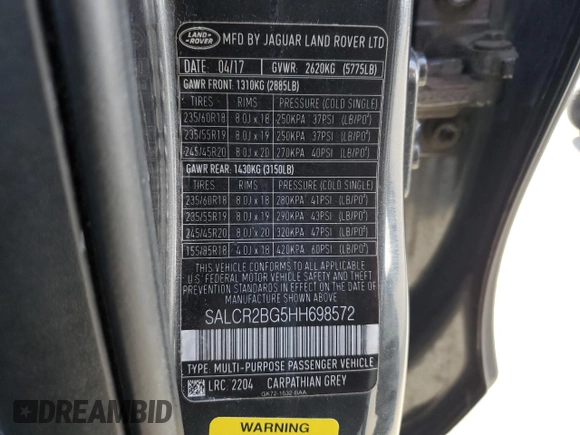 LAND-
ROVER
MFD BY JAGUAR LAND ROVER LTD
DATE: 04/17 GVWR: 2620KG (5775LB)
GAWR FRONT: 1310KG (2885LB)
TIRES RIMS PRESSURE (COLD SINGLE)
235/60R18 8.0J x 18 250KPA 37PSI (LB/PO²)
235/55R19 8.0J x 19 250KPA 37PSI (LB/PO²)
245/45R20 8.0J x 20 270KPA 40PSI (LB/PO²)
GAWR REAR: 1430KG (3150LB)
TIRES RIMS PRESSURE (COLD SINGLE)
235/60R18 8.0J x 18 280KPA 41PSI (LB/PO²)
235/55R19 8.0J x 19 290KPA 43PSI (LB/PO²)
245/45R20 8.0J x 20 320KPA 47PSI (LB/PO²)
155/85R18 4.0J x 18 420KPA 60PSI (LB/PO²)
THIS VEHICLE CONFORMS TO ALL APPLICABLE
U.S. FEDERAL MOTOR VEHICLE SAFETY AND THEFT
PREVENTION STANDARDS IN EFFECT ON THE DATE
OF MANUFACTURE SHOWN ABOVE
SALCR2BG5HH698572
TYPE: MULTI-PURPOSE PASSENGER VEHICLE
LRC: 2204 CARPATHIAN GREY
GK72-1532-BAA
WARNING
DREAMBID